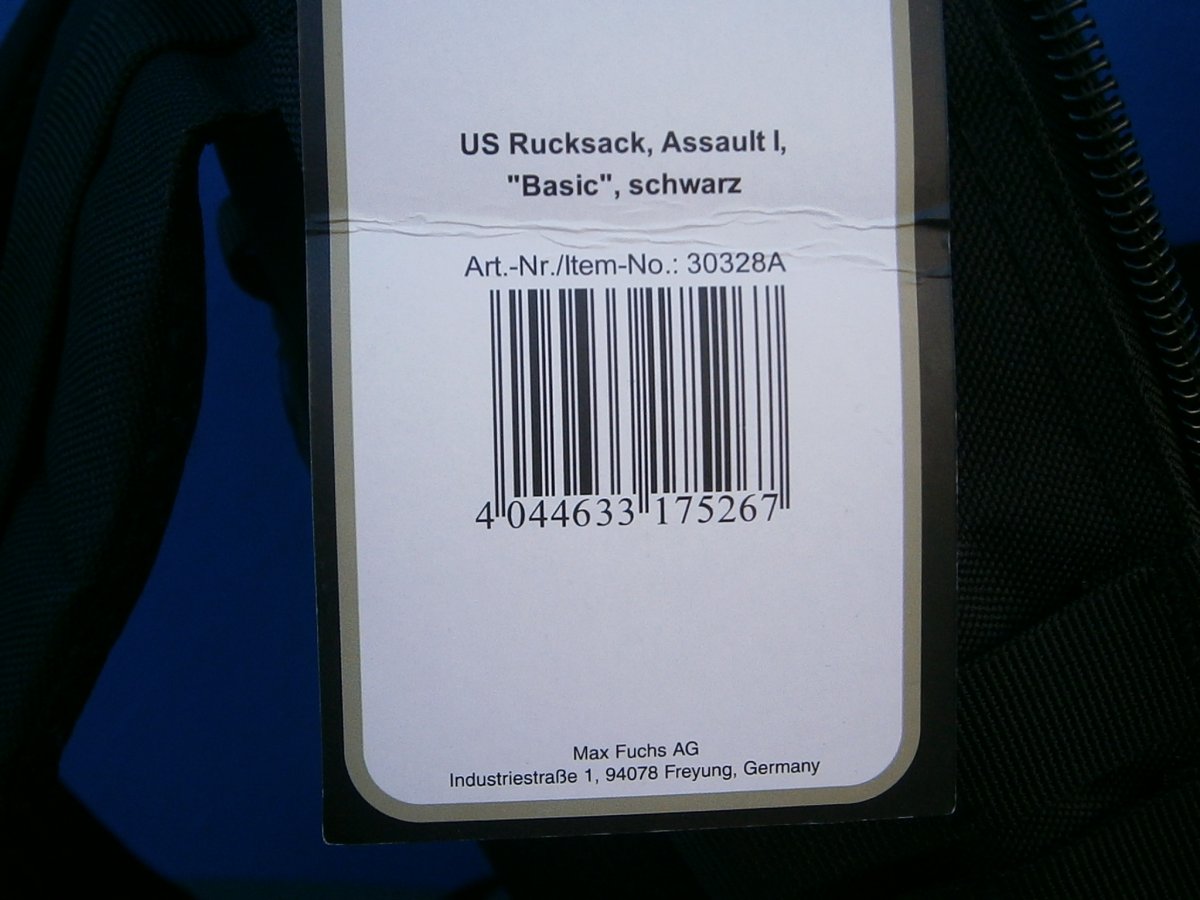 US Rucksack, Assault I,
"Basic", schwarz
Art.-Nr./Item-No.: 30328A
4 044633 175267
Max Fuchs AG
Industriestraße 1, 94078 Freyung, Germany